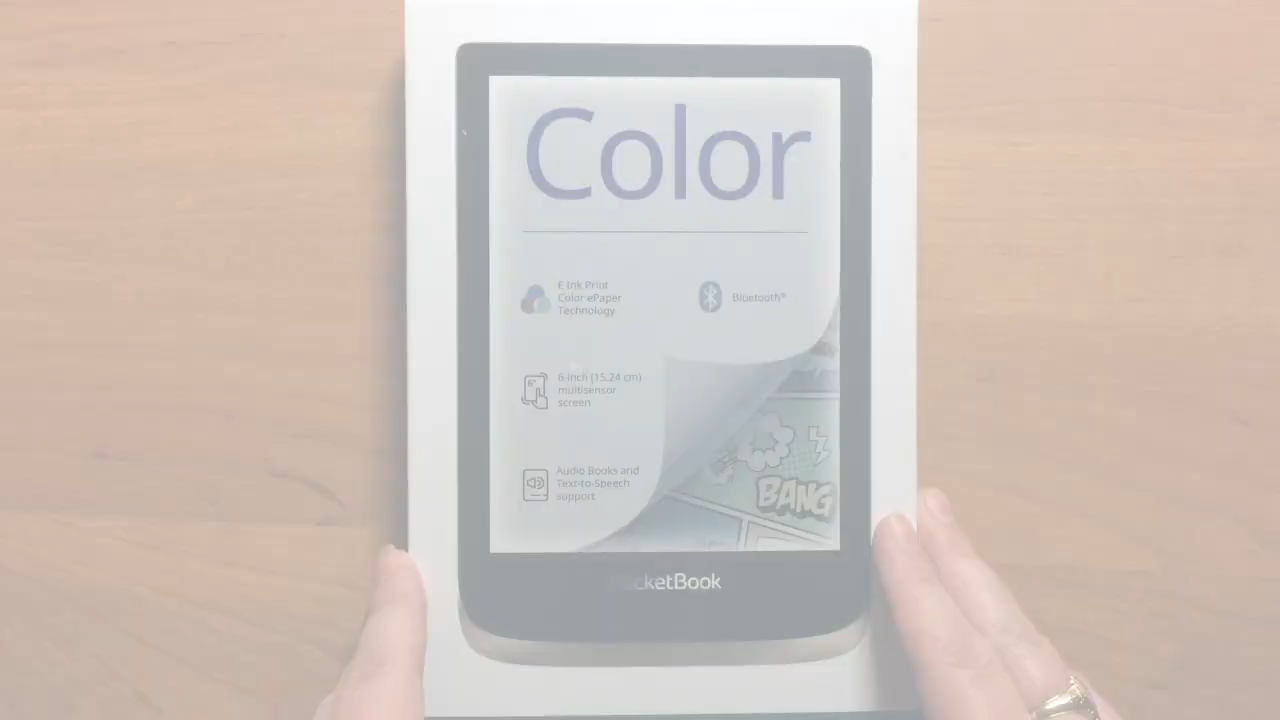 Color
E Ink Print
Color ePaper
Technology
Bluetooth®
6"
6-inch (15.24 cm)
multisensor
screen
Audio Books and
Text-to-Speech
support
BANG
PocketBook